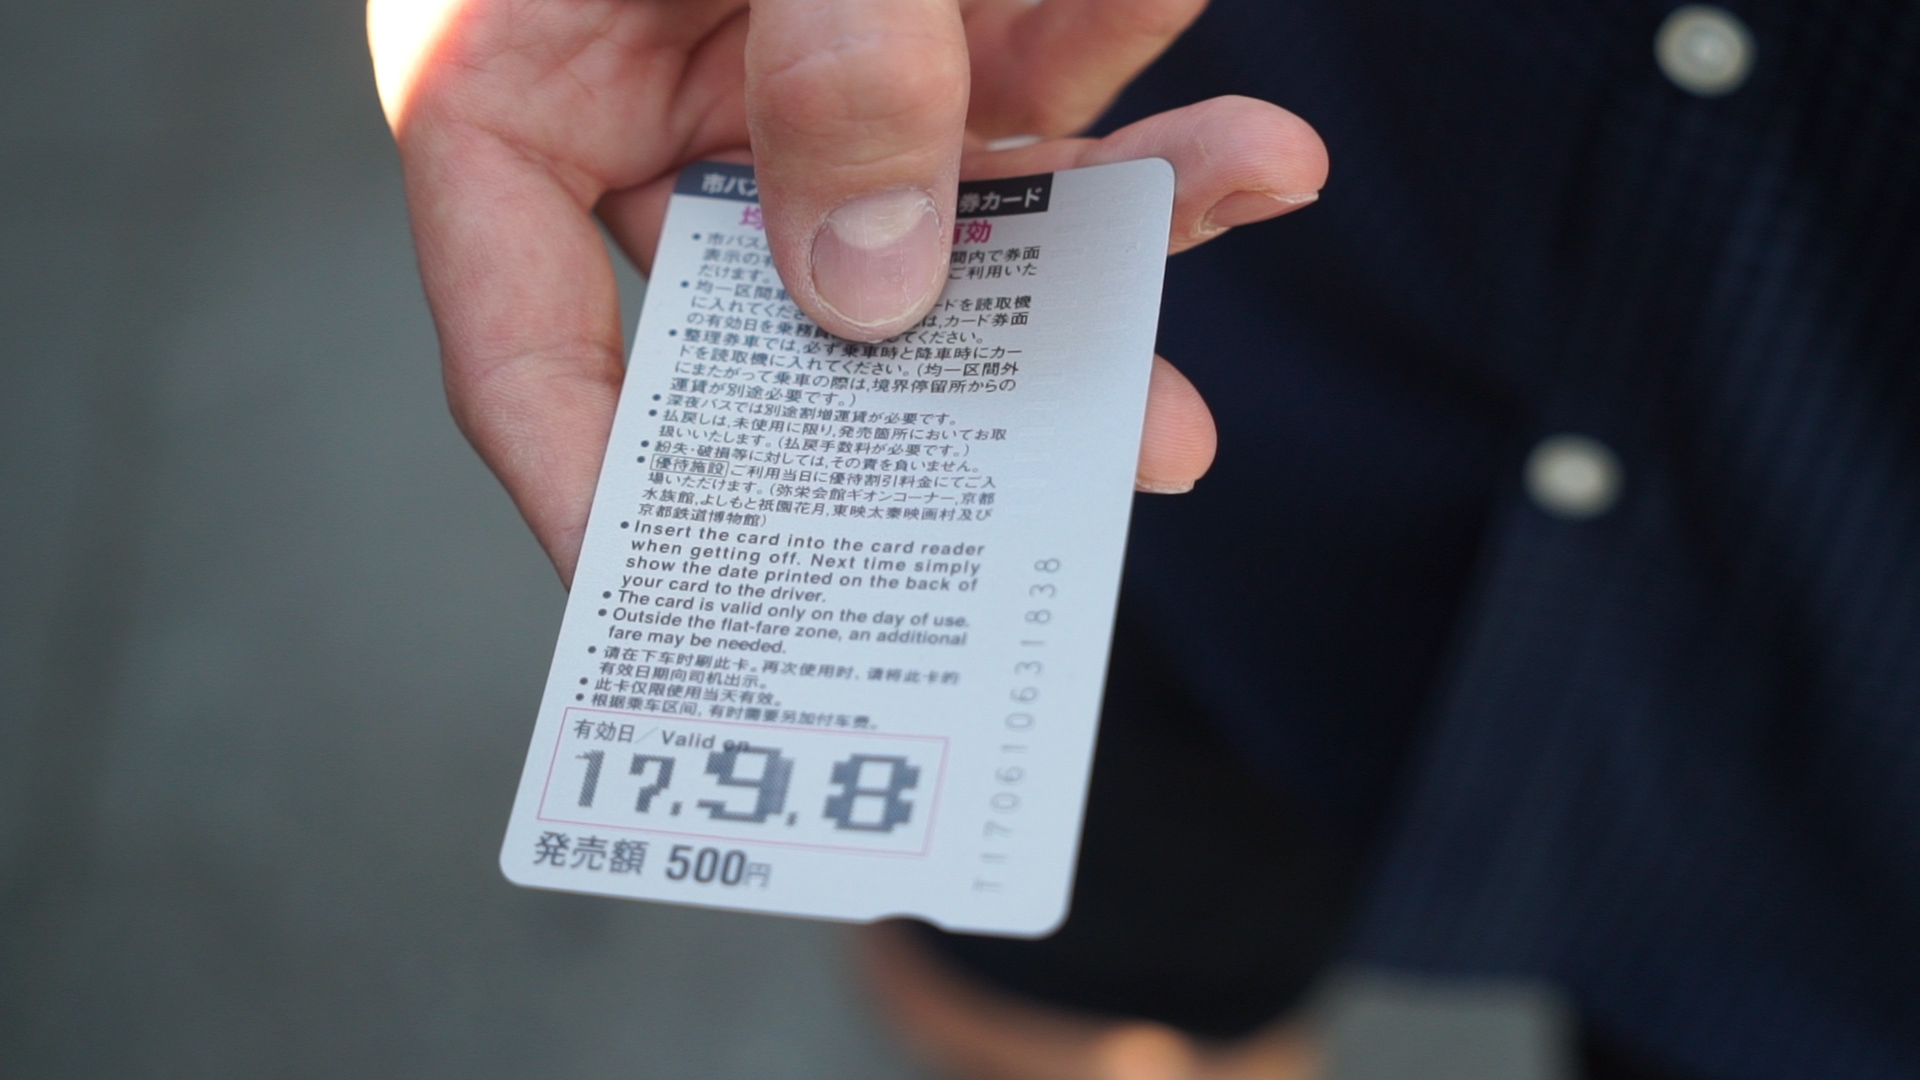 市バス 券カード
均 有効
● 市バス 間内で券面
表示の有 ご利用いた
だけます。
● 均一区間車 ードを読取機
に入れてくださ は,カード券面
の有効日を乗務員 してください。
● 整理券車では,必ず乗車時と降車時にカー
ドを読取機に入れてください。(均一区間外
にまたがって乗車の際は,境界停留所からの
運賃が別途必要です。)
● 深夜バスでは別途割増運賃が必要です。
● 払戻しは,未使用に限り,発売箇所においてお取
扱いいたします。(払戻手数料が必要です。)
● 紛失・破損等に対しては,その責を負いません。
● 優待施設 ご利用当日に優待割引料金にてご入
場いただけます。(弥栄会館ギオンコーナー,京都
水族館,よしもと祇園花月,東映太秦映画村及び
京都鉄道博物館)
● Insert the card into the card reader
when getting off. Next time simply
show the date printed on the back of
your card to the driver.
● The card is valid only on the day of use.
● Outside the flat-fare zone, an additional
fare may be needed.
● 请在下车时刷此卡。再次使用时, 请将此卡的
有效日期向司机出示。
● 此卡仅限使用当天有效。
● 根据乘车区间, 有时需要另加付车费。
有効日／Valid on
17.9.8
発売額 500円
T170610631838